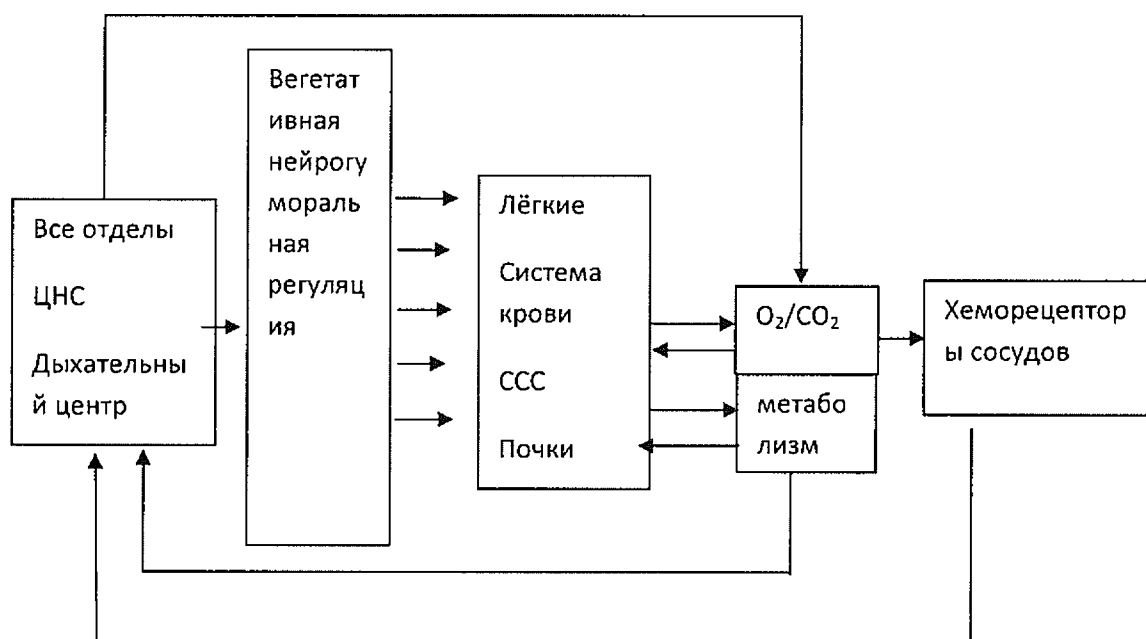 Все отделы
ЦНС
Дыхательны
й центр
Вегетат
ивная
нейрогу
мораль
ная
регуляц
ия
Лёгкие
Система
крови
ССС
Почки
O₂/CO₂
метабо
лизм
Хеморецептор
ы сосудов